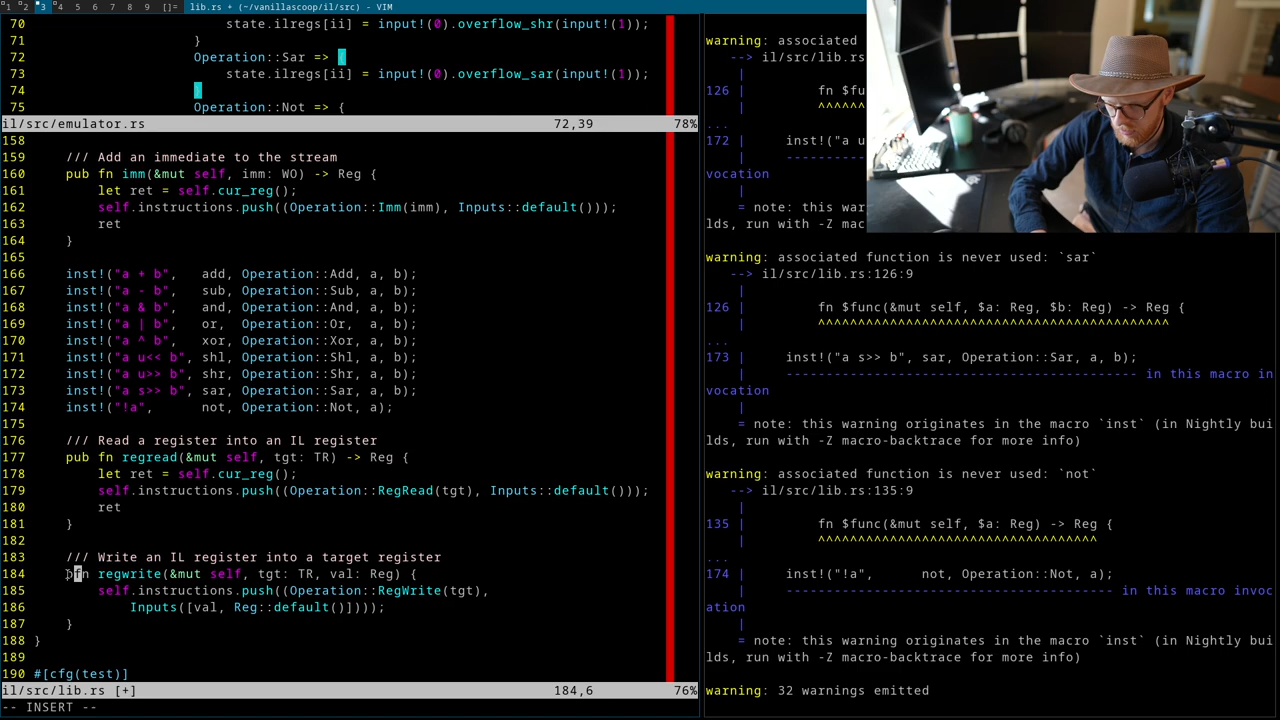 1 2 3 4 5 6 7 8 9 []= lib.rs + (~/vanillascoop/il/src) - VIM
70                         state.ilregs[ii] = input!(0).overflow_shr(input!(1));
71                     }
72                     Operation::Sar => {
73                         state.ilregs[ii] = input!(0).overflow_sar(input!(1));
74                     }
75                     Operation::Not => {
il/src/emulator.rs 72,39 78%
158
159     /// Add an immediate to the stream
160     pub fn imm(&mut self, imm: WO) -> Reg {
161         let ret = self.cur_reg();
162         self.instructions.push((Operation::Imm(imm), Inputs::default()));
163         ret
164     }
165
166     inst!("a + b",   add, Operation::Add, a, b);
167     inst!("a - b",   sub, Operation::Sub, a, b);
168     inst!("a & b",   and, Operation::And, a, b);
169     inst!("a | b",   or,  Operation::Or,  a, b);
170     inst!("a ^ b",   xor, Operation::Xor, a, b);
171     inst!("a u<< b", shl, Operation::Shl, a, b);
172     inst!("a u>> b", shr, Operation::Shr, a, b);
173     inst!("a s>> b", sar, Operation::Sar, a, b);
174     inst!("!a",      not, Operation::Not, a);
175
176     /// Read a register into an IL register
177     pub fn regread(&mut self, tgt: TR) -> Reg {
178         let ret = self.cur_reg();
179         self.instructions.push((Operation::RegRead(tgt), Inputs::default()));
180         ret
181     }
182
183     /// Write an IL register into a target register
184     pfn regwrite(&mut self, tgt: TR, val: Reg) {
185         self.instructions.push((Operation::RegWrite(tgt),
186             Inputs([val, Reg::default()])));
187     }
188 }
189
190 #[cfg(test)]
il/src/lib.rs [+] 184,6 76%
-- INSERT --
warning: associated
--> il/src/lib.rs
|
126 |         fn $fu
|         ^^^^^^
...
172 |     inst!("a u
|     ----------
vocation
|
= note: this war
lds, run with -Z mac
warning: associated function is never used: `sar`
--> il/src/lib.rs:126:9
|
126 |         fn $func(&mut self, $a: Reg, $b: Reg) -> Reg {
|         ^^^^^^^^^^^^^^^^^^^^^^^^^^^^^^^^^^^^^^^^^^^^
...
173 |     inst!("a s>> b", sar, Operation::Sar, a, b);
|     -------------------------------------------- in this macro in
vocation
|
= note: this warning originates in the macro `inst` (in Nightly bui
lds, run with -Z macro-backtrace for more info)
warning: associated function is never used: `not`
--> il/src/lib.rs:135:9
|
135 |         fn $func(&mut self, $a: Reg) -> Reg {
|         ^^^^^^^^^^^^^^^^^^^^^^^^^^^^^^^^^^^
...
174 |     inst!("!a",      not, Operation::Not, a);
|     ----------------------------------------- in this macro invoc
ation
|
= note: this warning originates in the macro `inst` (in Nightly bui
lds, run with -Z macro-backtrace for more info)
warning: 32 warnings emitted